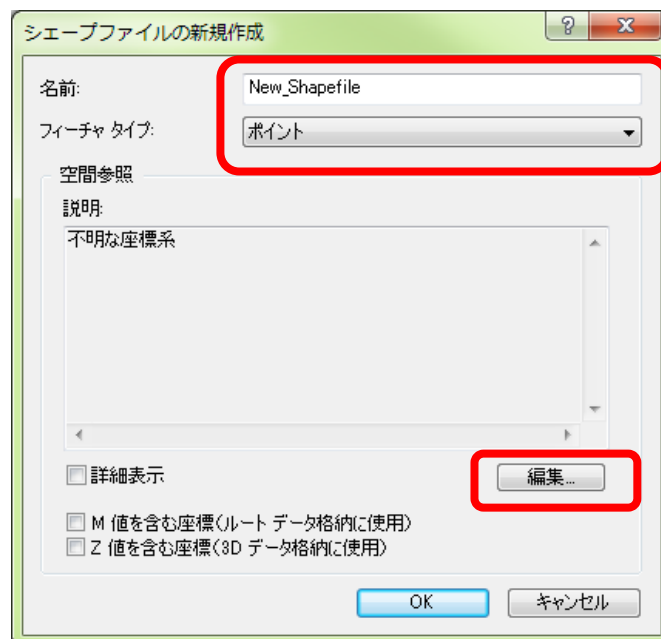 シェープファイルの新規作成
?
名前:
New_Shapefile
フィーチャ タイプ:
ポイント
空間参照
説明:
不明な座標系
詳細表示
編集...
M 値を含む座標(ルート データ格納に使用)
Z 値を含む座標(3D データ格納に使用)
OK
キャンセル